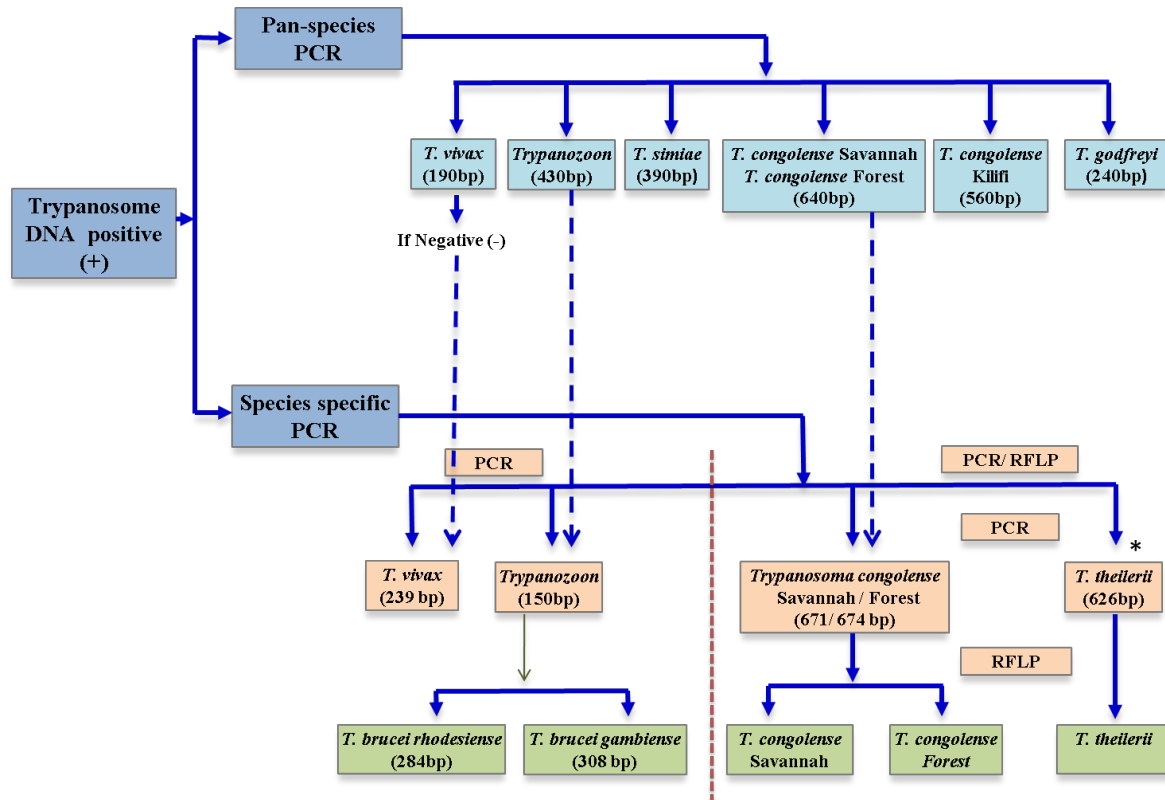 Pan-species
PCR
T. vivax
(190bp)
Trypanozoon
(430bp)
T. simiae
(390bp)
T. congolense Savannah
T. congolense Forest
(640bp)
T. congolense
Kilifi
(560bp)
T. godfreyi
(240bp)
Trypanosome
DNA positive
(+)
If Negative (-)
Species specific
PCR
PCR
PCR/ RFLP
PCR
*
T. vivax
(239 bp)
Trypanozoon
(150bp)
Trypanosoma congolense
Savannah / Forest
(671/ 674 bp)
T. theilerii
(626bp)
RFLP
T. brucei rhodesiense
(284bp)
T. brucei gambiense
(308 bp)
T. congolense
Savannah
T. congolense
Forest
T. theilerii